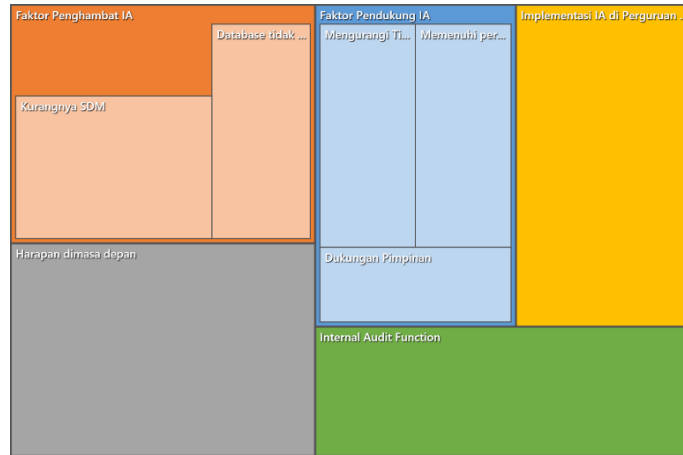 Faktor Penghambat IA
Database tidak ...
Kurangnya SDM
Harapan dimasa depan
Faktor Pendukung IA
Mengurangi Ti...
Memenuhi per...
Dukungan Pimpinan
Implementasi IA di Perguruan ...
Internal Audit Function